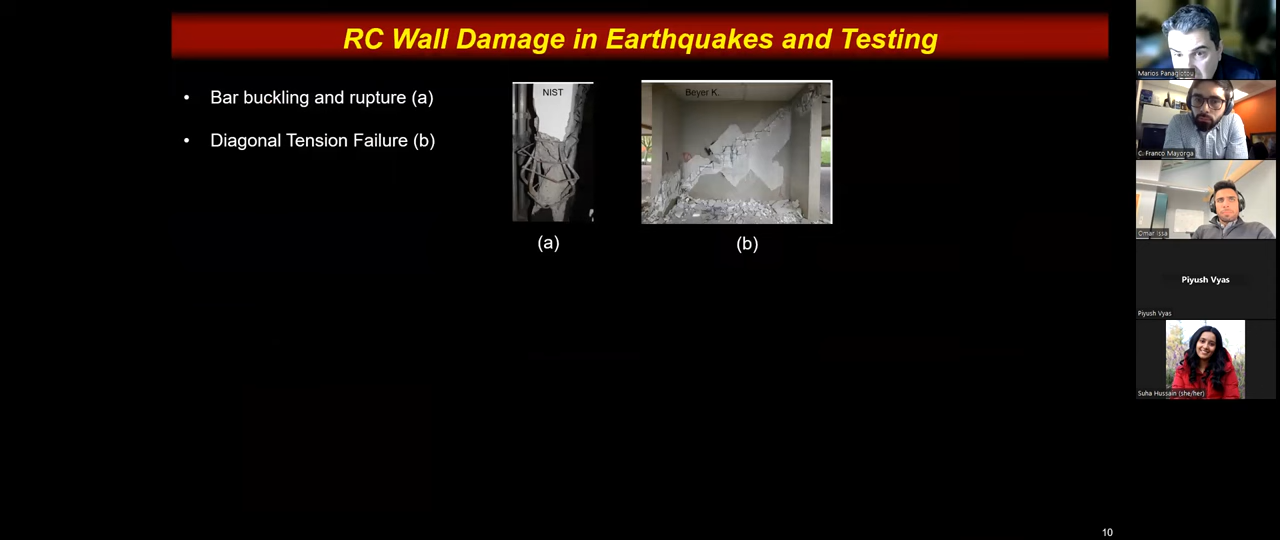 RC Wall Damage in Earthquakes and Testing
• Bar buckling and rupture (a)
• Diagonal Tension Failure (b)
NIST
Beyer K.
(a)
(b)
10
Marios Panagiotou
C. Franco Mayorga
Omar Issa
Piyush Vyas
Piyush Vyas
Suha Hussain (she/her)